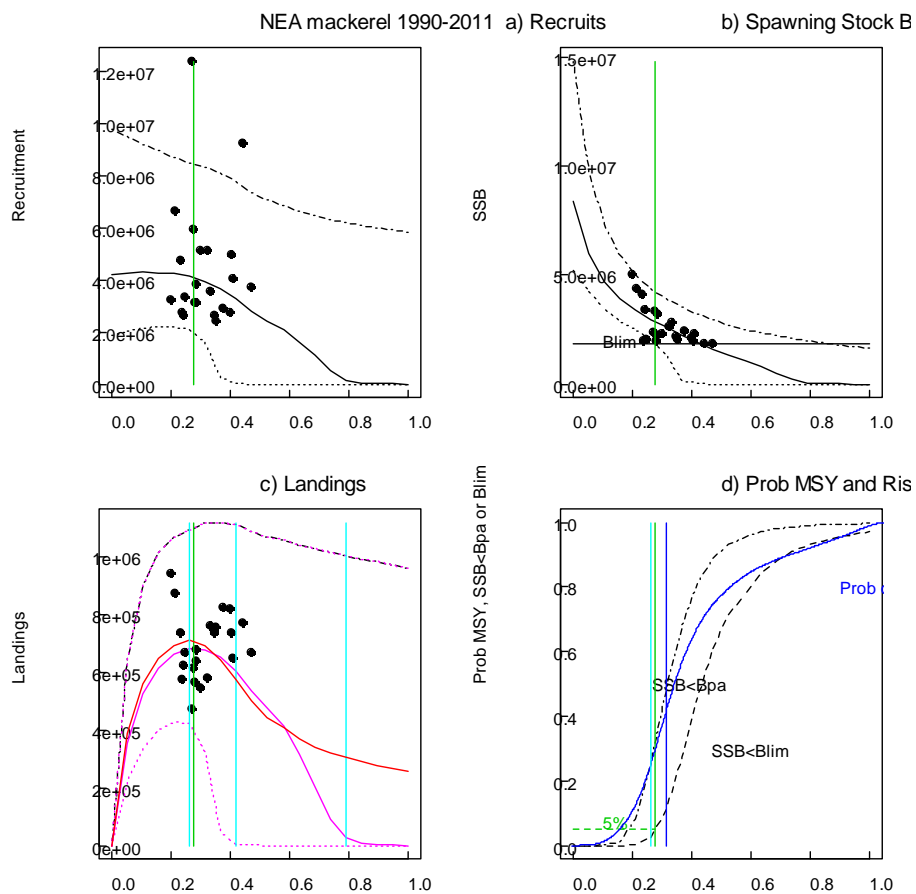 NEA mackerel 1990-2011 a) Recruits
b) Spawning Stock B
Recruitment
1.2e+07
1.0e+07
8.0e+06
6.0e+06
4.0e+06
2.0e+06
0.0e+00
0.0 0.2 0.4 0.6 0.8 1.0
SSB
1.5e+07
1.0e+07
5.0e+06
0.0e+00
Blim
0.0 0.2 0.4 0.6 0.8 1.0
c) Landings
Landings
1e+06
8e+05
6e+05
4e+05
2e+05
0e+00
0.0 0.2 0.4 0.6 0.8 1.0
d) Prob MSY and Ris
Prob MSY, SSB<Bpa or Blim
1.0
0.8
0.6
0.4
0.2
0.0
Prob
SSB<Bpa
SSB<Blim
5%
0.0 0.2 0.4 0.6 0.8 1.0